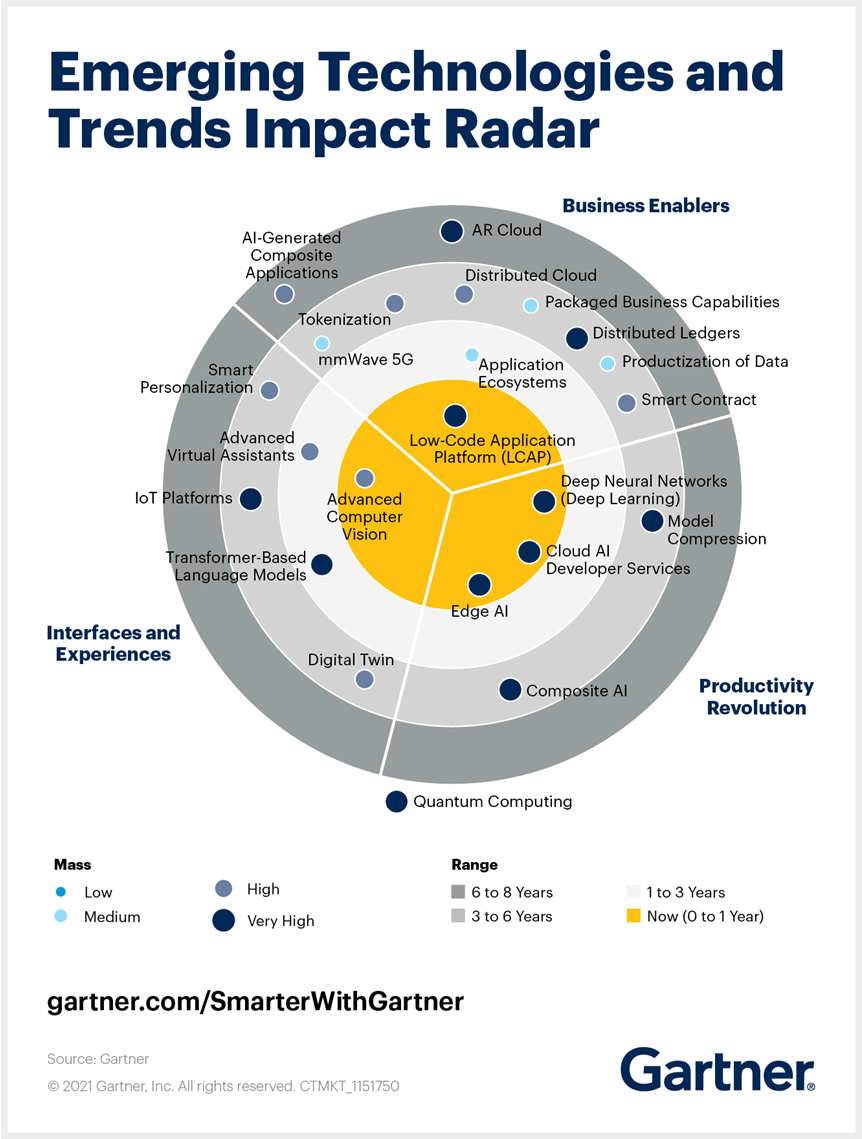 Emerging Technologies and
Trends Impact Radar
Business Enablers
AR Cloud
AI-Generated
Composite
Applications
Distributed Cloud
Packaged Business Capabilities
Tokenization
Distributed Ledgers
mmWave 5G
Application
Ecosystems
Productization of Data
Smart
Personalization
Smart Contract
Advanced
Virtual Assistants
Low-Code Application
Platform (LCAP)
IoT Platforms
Advanced
Computer
Vision
Deep Neural Networks
(Deep Learning)
Model
Compression
Transformer-Based
Language Models
Cloud AI
Developer Services
Edge AI
Interfaces and
Experiences
Digital Twin
Composite AI
Productivity
Revolution
Quantum Computing
Mass
Low
Medium
High
Very High
Range
6 to 8 Years
3 to 6 Years
1 to 3 Years
Now (0 to 1 Year)
gartner.com/SmarterWithGartner
Source: Gartner
© 2021 Gartner, Inc. All rights reserved. CTMKT_1151750
Gartner®